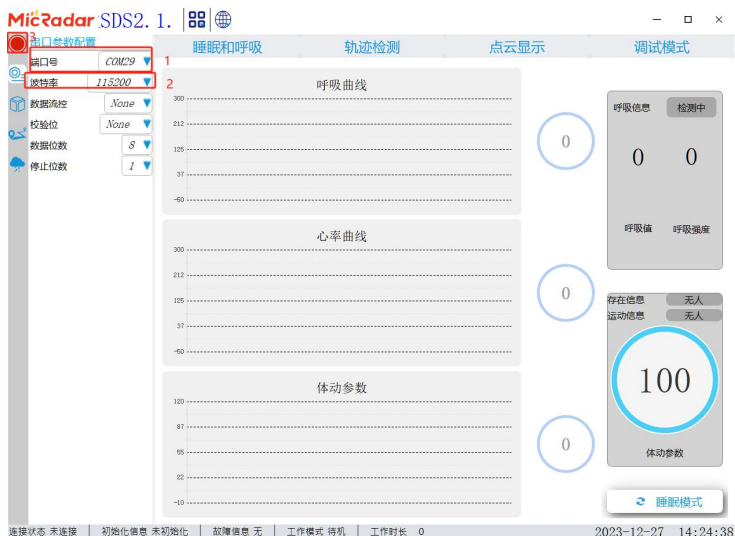 MicRadar SDS2. 1.
3
串口参数配置
端口号 COM29
1
波特率 115200
2
数据流控 None
校验位 None
数据位数 8
停止位数 1
睡眠和呼吸 轨迹检测 点云显示 调试模式
呼吸曲线
300
212
125
37
-50
0
心率曲线
300
212
125
37
-50
0
体动参数
120
87
55
22
-10
0
呼吸信息 检测中
0 0
呼吸值 呼吸强度
存在信息 无人
运动信息 无人
100
体动参数
睡眠模式
连接状态 未连接 初始化信息 未初始化 故障信息 无 工作模式 待机 工作时长 0 2023-12-27 14:24:38